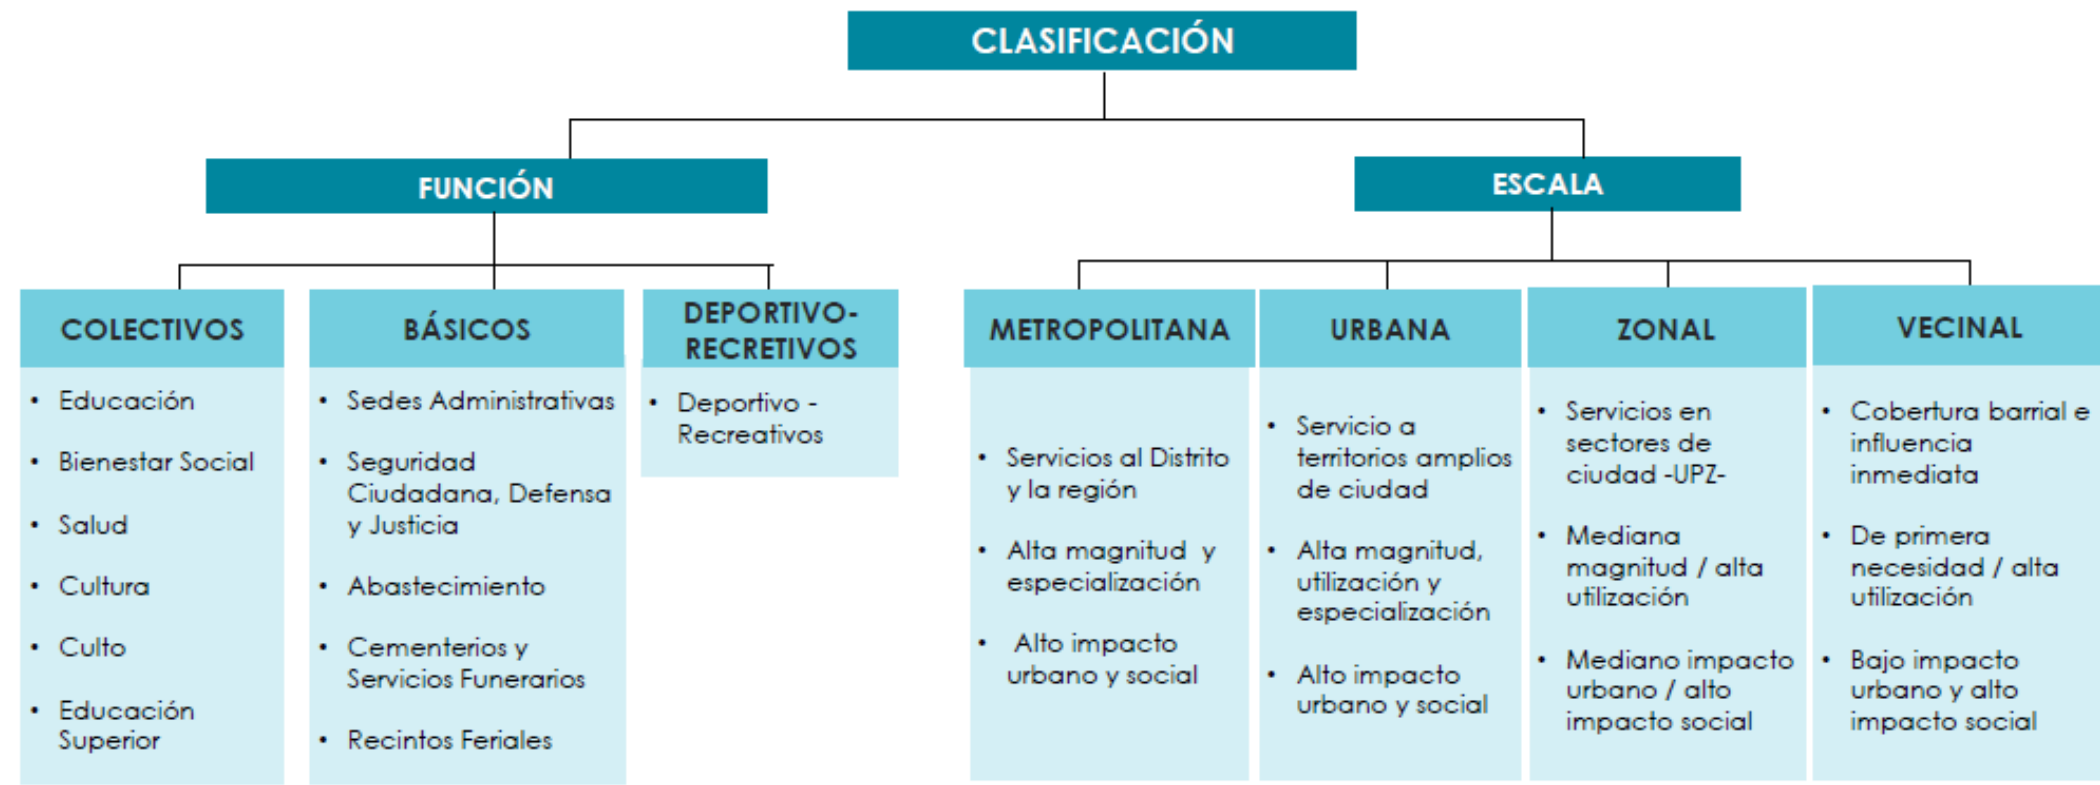 CLASIFICACIÓN
FUNCIÓN
ESCALA
COLECTIVOS
• Educación
• Bienestar Social
• Salud
• Cultura
• Culto
• Educación
Superior
BÁSICOS
• Sedes Administrativas
• Seguridad
Ciudadana, Defensa
y Justicia
• Abastecimiento
• Cementerios y
Servicios Funerarios
• Recintos Feriales
DEPORTIVO-
RECRETIVOS
• Deportivo -
Recreativos
METROPOLITANA
• Servicios al Distrito
y la región
• Alta magnitud y
especialización
• Alto impacto
urbano y social
URBANA
• Servicio a
territorios amplios
de ciudad
• Alta magnitud,
utilización y
especialización
• Alto impacto
urbano y social
ZONAL
• Servicios en
sectores de
ciudad -UPZ-
• Mediana
magnitud / alta
utilización
• Mediano impacto
urbano / alto
impacto social
VECINAL
• Cobertura barrial e
influencia
inmediata
• De primera
necesidad / alta
utilización
• Bajo impacto
urbano y alto
impacto social